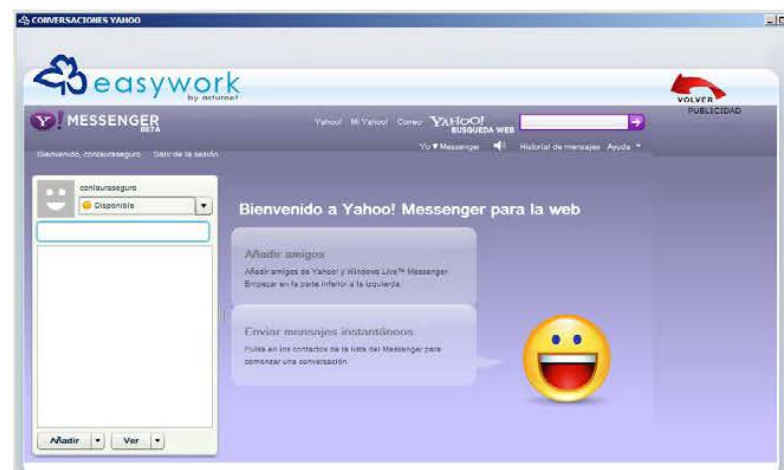 CONVERSACIONES YAHOO
easywork
by asturnet
VOLVER
PUBLICIDAD
Y! MESSENGER
BETA
Yahoo! Mi Yahoo! Correo YAHOO!
BÚSQUEDA WEB
Yo ♥ Messenger Historial de mensajes Ayuda
Bienvenido, contauraseguro Salir de la sesión
contauraseguro
Disponible
Bienvenido a Yahoo! Messenger para la web
Añadir amigos
Añadir amigos de Yahoo! y Windows Live™ Messenger.
Empezar en la parte inferior a la izquierda.
Enviar mensajes instantáneos
Pulsa en los contactos de la lista del Messenger para
comenzar una conversación
Añadir Ver